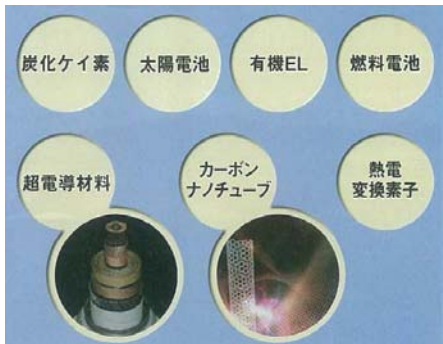 炭化ケイ素
太陽電池
有機EL
燃料電池
超電導材料
カーボン
ナノチューブ
熱電
変換素子